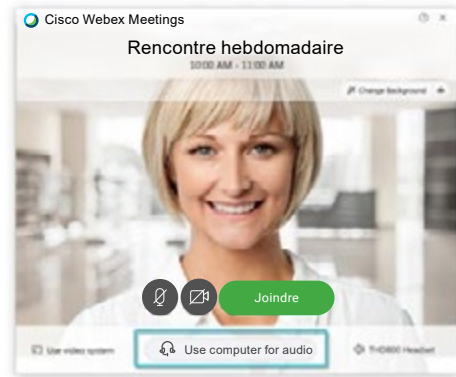 Cisco Webex Meetings
Rencontre hebdomadaire
10:00 AM - 11:00 AM
Change Background
Joindre
Use video system
Use computer for audio
THD800 Headset